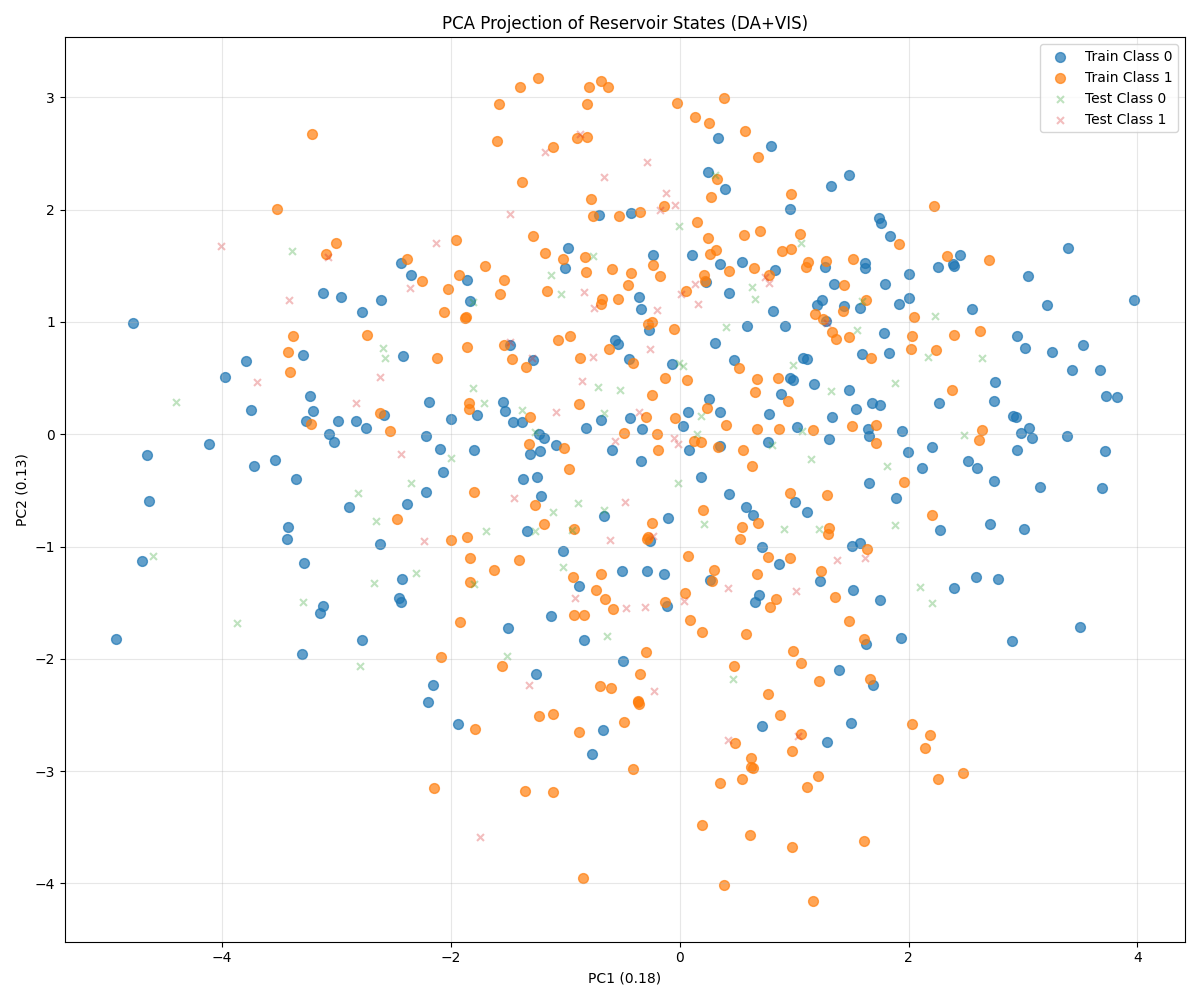 PCA Projection of Reservoir States (DA+VIS)
Train Class 0
Train Class 1
Test Class 0
Test Class 1
PC2 (0.13)
3
2
1
0
−1
−2
−3
−4
−4
−2
0
2
4
PC1 (0.18)